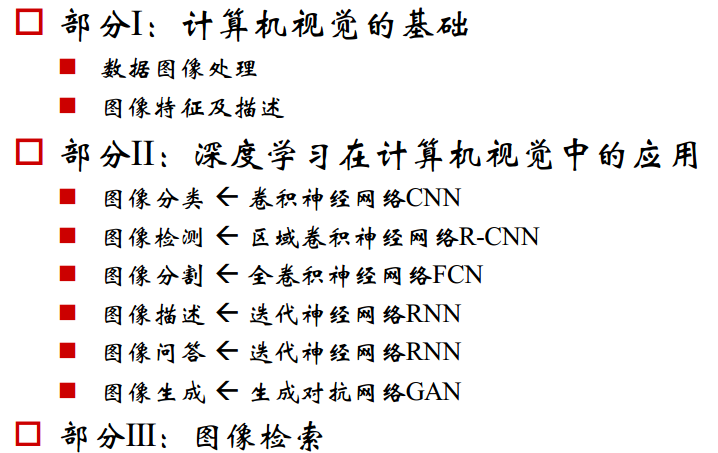 部分I：计算机视觉的基础
数据图像处理
图像特征及描述
部分II：深度学习在计算机视觉中的应用
图像分类 ← 卷积神经网络CNN
图像检测 ← 区域卷积神经网络R-CNN
图像分割 ← 全卷积神经网络FCN
图像描述 ← 迭代神经网络RNN
图像问答 ← 迭代神经网络RNN
图像生成 ← 生成对抗网络GAN
部分III：图像检索